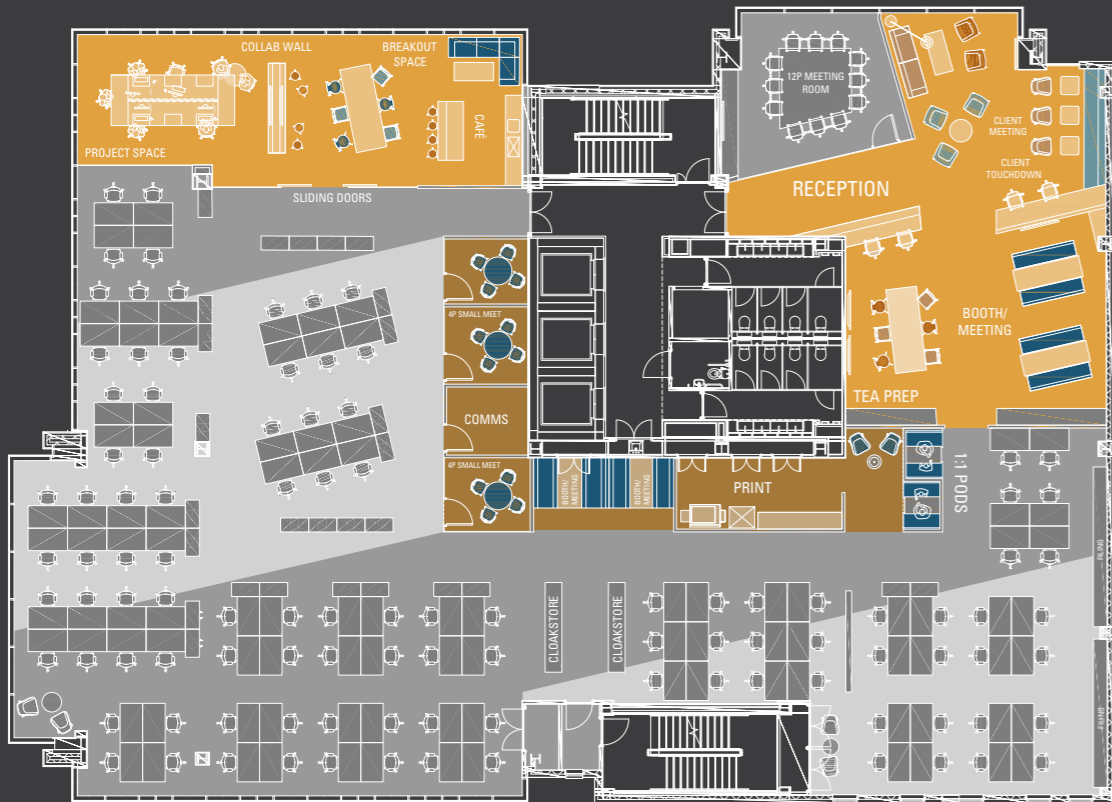 COLLAB WALL
BREAKOUT
SPACE
12P MEETING
ROOM
CAFÉ
CLIENT
MEETING
PROJECT SPACE
CLIENT
TOUCHDOWN
RECEPTION
SLIDING DOORS
4P SMALL MEET
BOOTH/
MEETING
TEA PREP
COMMS
4P SMALL MEET
BOOTH/
MEETING
BOOTH/
MEETING
PRINT
1:1 PODS
FILING
CLOAKSTORE
CLOAKSTORE
FILING